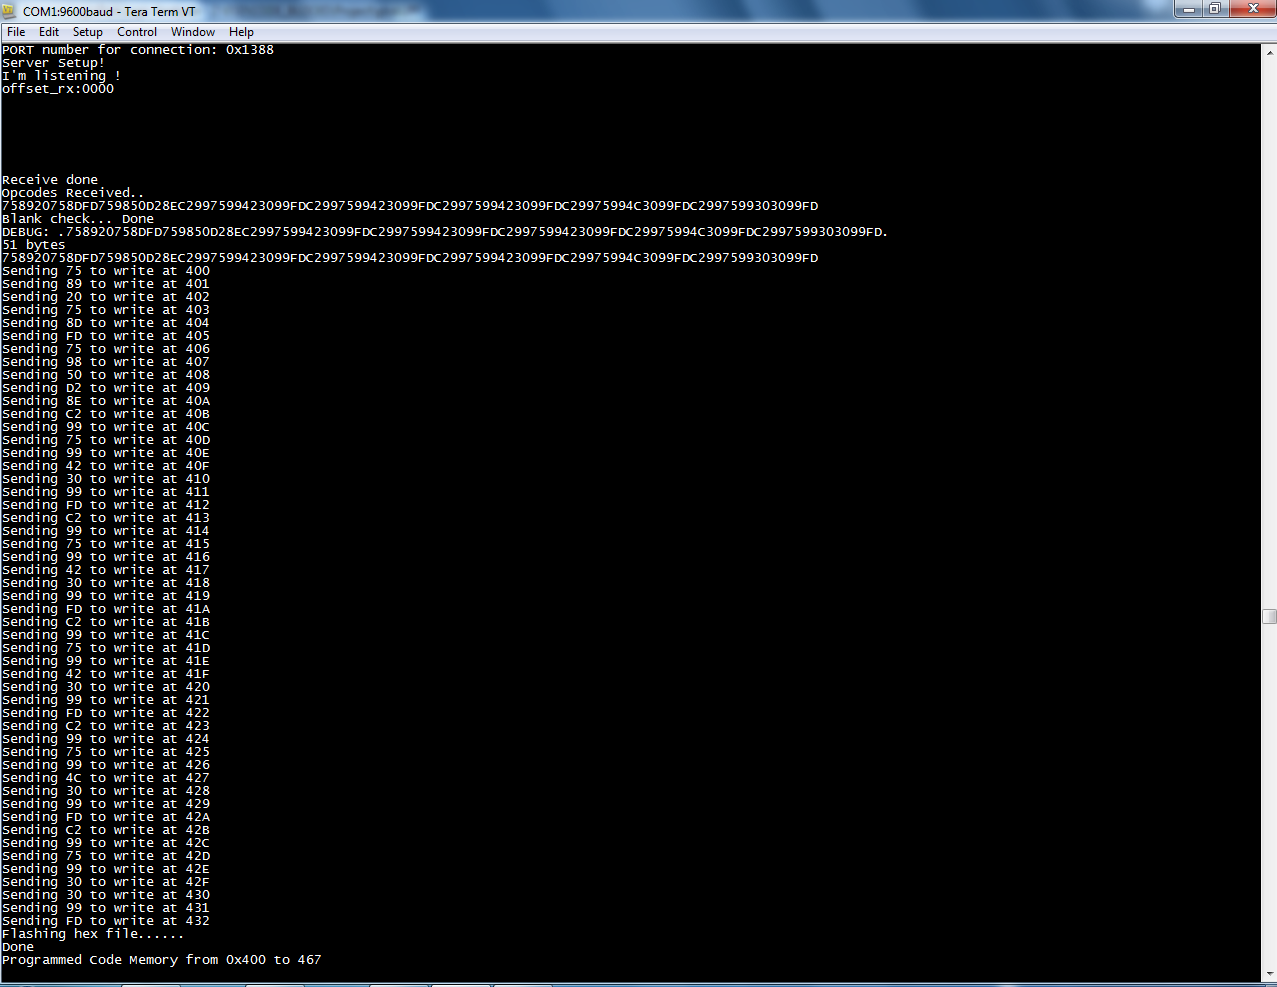 COM1:9600baud - Tera Term VT
File Edit Setup Control Window Help
PORT number for connection: 0x1388
Server Setup!
I'm listening !
offset_rx:0000
Receive done
Opcodes Received..
758920758DFD759850D28EC2997599423099FDC2997599423099FDC2997599423099FDC29975994C3099FDC2997599303099FD
Blank check... Done
DEBUG: .758920758DFD759850D28EC2997599423099FDC2997599423099FDC2997599423099FDC29975994C3099FDC2997599303099FD.
51 bytes
758920758DFD759850D28EC2997599423099FDC2997599423099FDC2997599423099FDC29975994C3099FDC2997599303099FD
Sending 75 to write at 400
Sending 89 to write at 401
Sending 20 to write at 402
Sending 75 to write at 403
Sending 8D to write at 404
Sending FD to write at 405
Sending 75 to write at 406
Sending 98 to write at 407
Sending 50 to write at 408
Sending D2 to write at 409
Sending 8E to write at 40A
Sending C2 to write at 40B
Sending 99 to write at 40C
Sending 75 to write at 40D
Sending 99 to write at 40E
Sending 42 to write at 40F
Sending 30 to write at 410
Sending 99 to write at 411
Sending FD to write at 412
Sending C2 to write at 413
Sending 99 to write at 414
Sending 75 to write at 415
Sending 99 to write at 416
Sending 42 to write at 417
Sending 30 to write at 418
Sending 99 to write at 419
Sending FD to write at 41A
Sending C2 to write at 41B
Sending 99 to write at 41C
Sending 75 to write at 41D
Sending 99 to write at 41E
Sending 42 to write at 41F
Sending 30 to write at 420
Sending 99 to write at 421
Sending FD to write at 422
Sending C2 to write at 423
Sending 99 to write at 424
Sending 75 to write at 425
Sending 99 to write at 426
Sending 4C to write at 427
Sending 30 to write at 428
Sending 99 to write at 429
Sending FD to write at 42A
Sending C2 to write at 42B
Sending 99 to write at 42C
Sending 75 to write at 42D
Sending 99 to write at 42E
Sending 30 to write at 42F
Sending 30 to write at 430
Sending 99 to write at 431
Sending FD to write at 432
Flashing hex file......
Done
Programmed Code Memory from 0x400 to 467